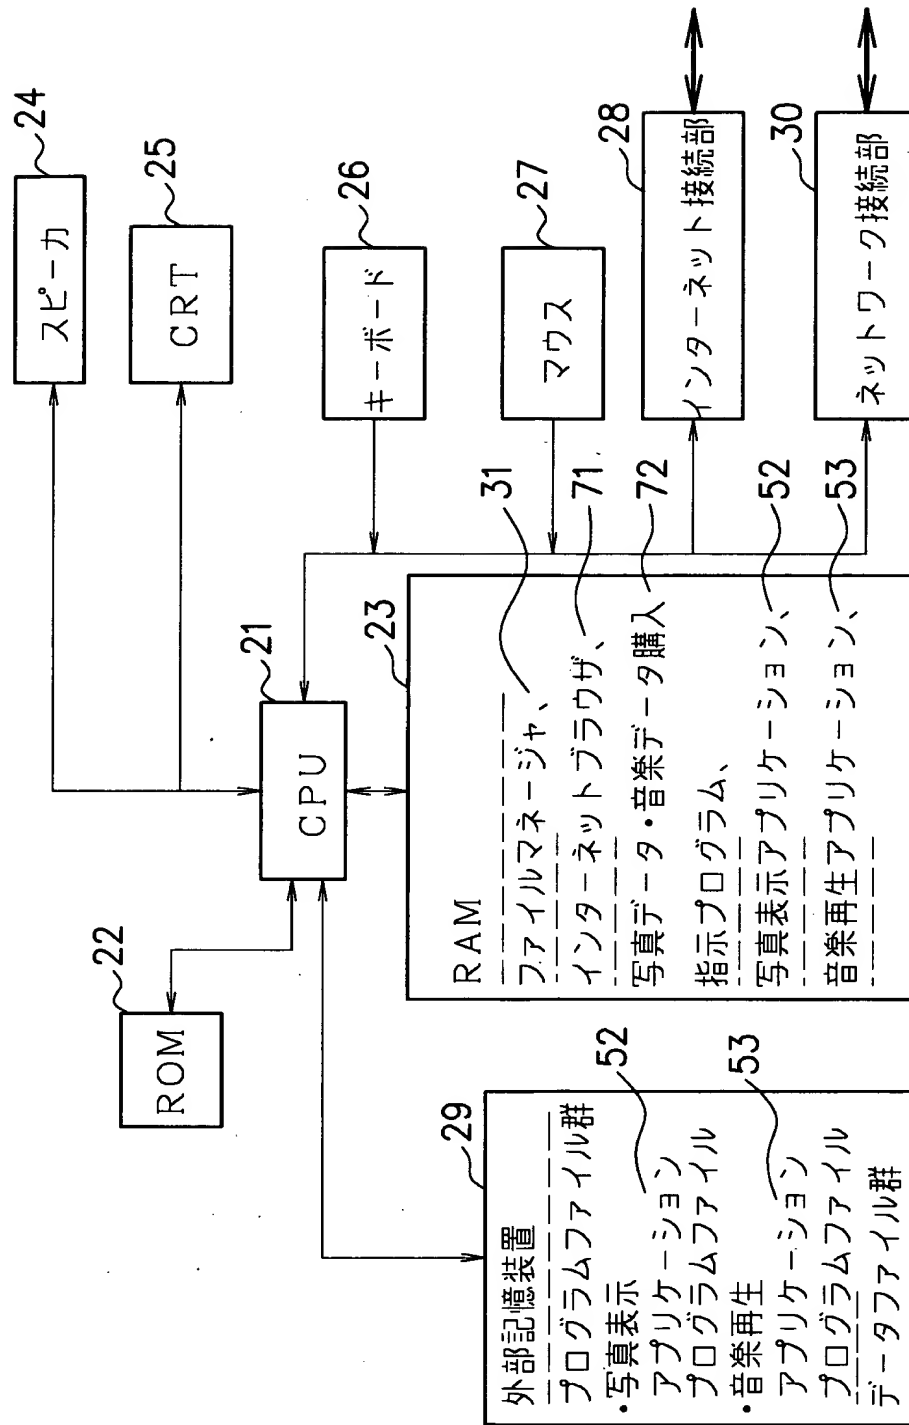 スピーカ
24
CRT
25
キーボード
26
マウス
27
インターネット接続部
28
ネットワーク接続部
30
CPU
21
ROM
22
RAM
23
ファイルマネージャ、
31
インターネットブラウザ、
71
写真データ・音楽データ購入
72
指示プログラム、
写真表示アプリケーション、
52
音楽再生アプリケーション、
53
外部記憶装置
29
プログラムファイル群
・写真表示
アプリケーション
52
プログラムファイル
・音楽再生
アプリケーション
53
プログラムファイル
データファイル群